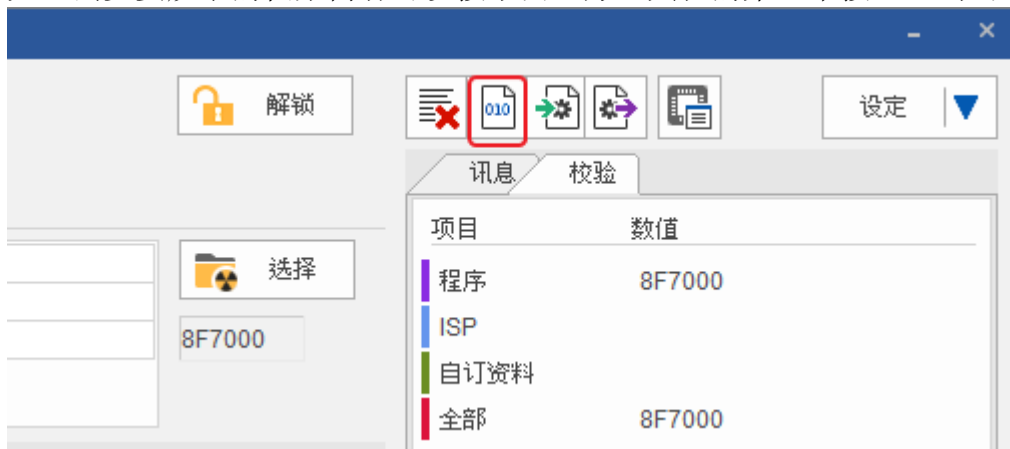 解锁
010
设定
讯息 校验
项目 数值
选择
程序 8F7000
8F7000
ISP
自订资料
全部 8F7000